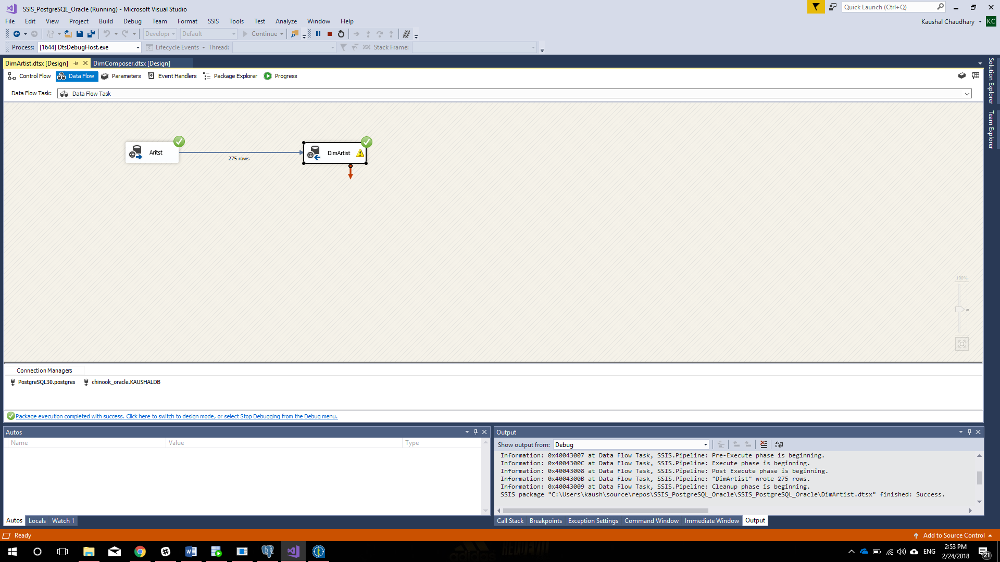 SSIS_PostgreSQL_Oracle (Running) - Microsoft Visual Studio
Quick Launch (Ctrl+Q)
File Edit View Project Build Debug Team Format SSIS Tools Test Analyze Window Help
Kaushal Chaudhary KC
Develop Default Continue
Process: [1644] DtsDebugHost.exe Lifecycle Events Thread: Stack Frame:
DimArtist.dtsx [Design] DimComposer.dtsx [Design]
Control Flow Data Flow Parameters Event Handlers Package Explorer Progress
Data Flow Task: Data Flow Task
Solution Explorer
Team Explorer
Aritst
275 rows
DimArtist
100%
Connection Managers
PostgreSQL30.postgres chinook_oracle.KAUSHALDB
Package execution completed with success. Click here to switch to design mode, or select Stop Debugging from the Debug menu.
Autos
Name Value Type
Autos Locals Watch 1
Output
Show output from: Debug
Information: 0x40043007 at Data Flow Task, SSIS.Pipeline: Pre-Execute phase is beginning.
Information: 0x4004300C at Data Flow Task, SSIS.Pipeline: Execute phase is beginning.
Information: 0x40043008 at Data Flow Task, SSIS.Pipeline: Post Execute phase is beginning.
Information: 0x4004300B at Data Flow Task, SSIS.Pipeline: "DimArtist" wrote 275 rows.
Information: 0x40043009 at Data Flow Task, SSIS.Pipeline: Cleanup phase is beginning.
SSIS package "C:\Users\kaush\source\repos\SSIS_PostgreSQL_Oracle\SSIS_PostgreSQL_Oracle\DimArtist.dtsx" finished: Success.
Call Stack Breakpoints Exception Settings Command Window Immediate Window Output
Ready
Add to Source Control
adidas
ENG
2:53 PM
2/24/2018
21